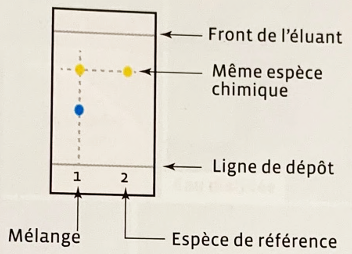 Front de l'éluant
Même espèce
chimique
Ligne de dépôt
1 2
Mélange
Espèce de référence